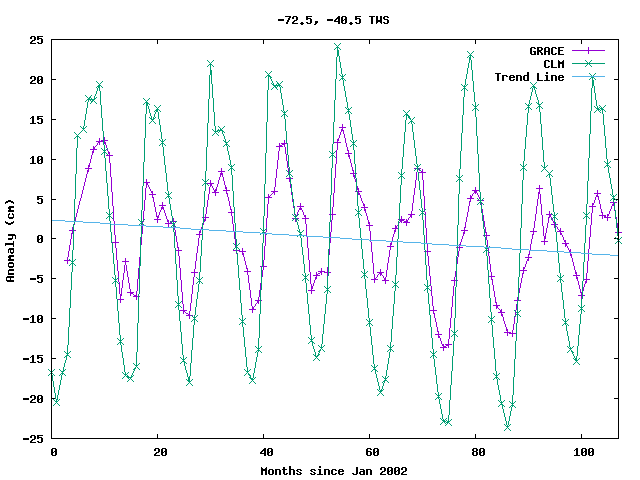 -72.5, -40.5 TWS
GRACE
CLM
Trend Line
25
20
15
10
5
0
-5
-10
-15
-20
-25
Anomaly (cm)
0 20 40 60 80 100
Months since Jan 2002